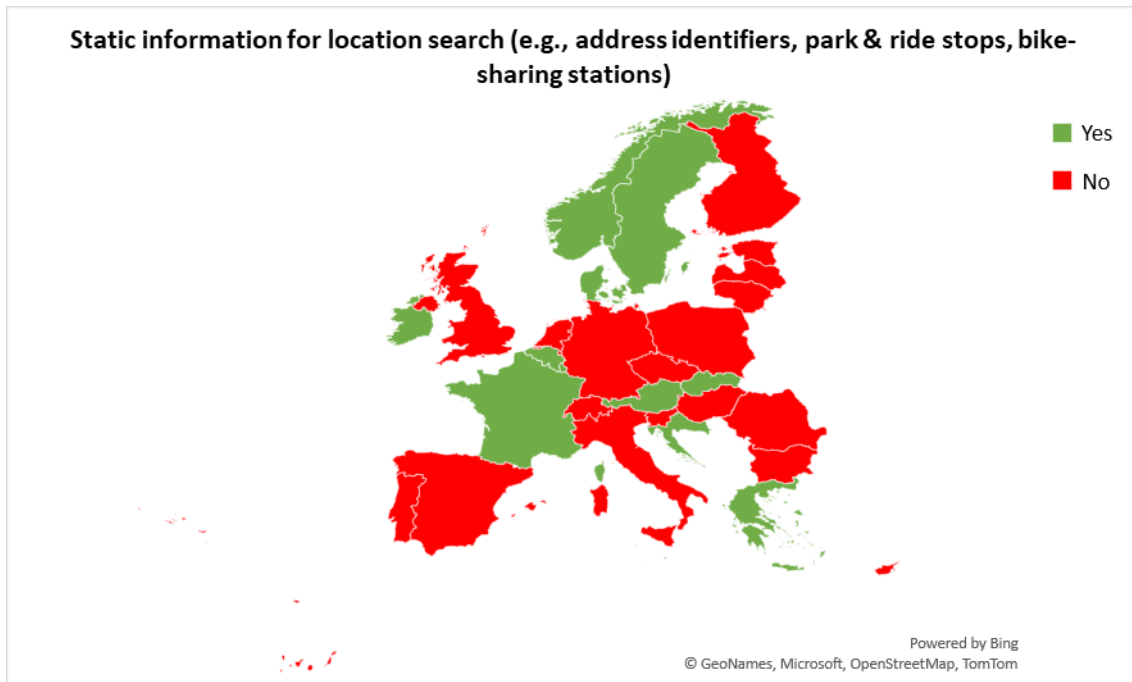 Static information for location search (e.g., address identifiers, park & ride stops, bike-
sharing stations)
Yes
No
Powered by Bing
© GeoNames, Microsoft, OpenStreetMap, TomTom